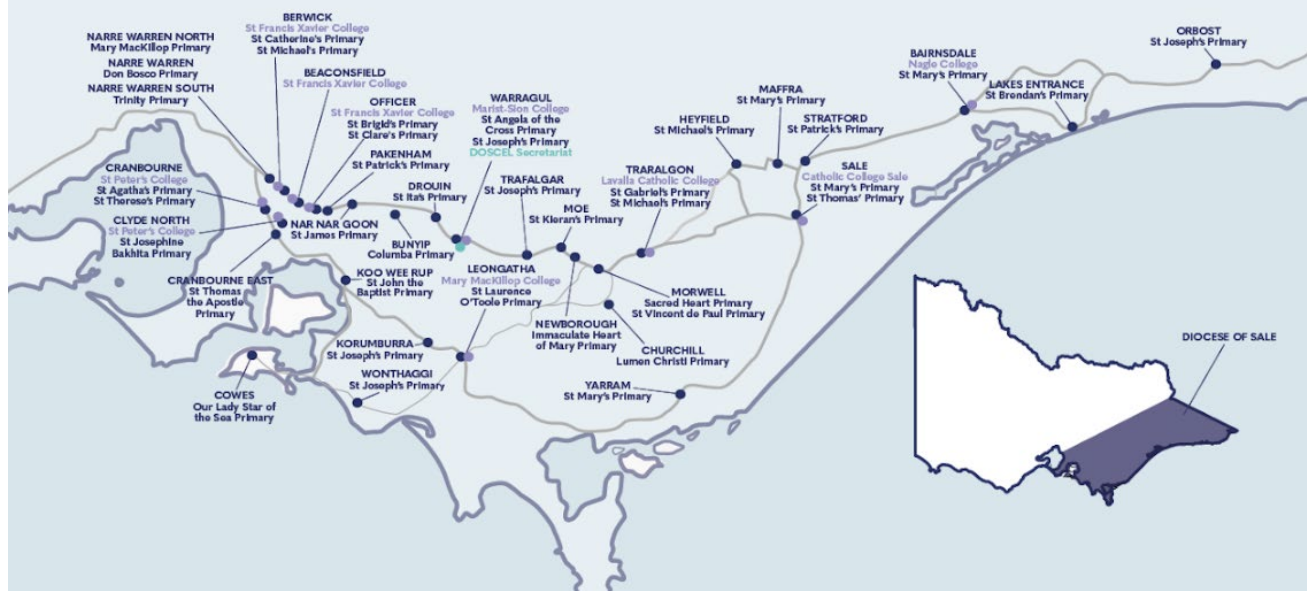 NARRE WARREN NORTH
Mary MacKillop Primary
NARRE WARREN
Don Bosco Primary
NARRE WARREN SOUTH
Trinity Primary
BERWICK
St Francis Xavier College
St Catherine's Primary
St Michael's Primary
BEACONSFIELD
St Francis Xavier College
OFFICER
St Francis Xavier College
St Brigid's Primary
St Clare's Primary
PAKENHAM
St Patrick's Primary
CRANBOURNE
St Peter's College
St Agatha's Primary
St Therese's Primary
CLYDE NORTH
St Peter's College
St Josephine
Bakhita Primary
CRANBOURNE EAST
St Thomas
the Apostle
Primary
NAR NAR GOON
St James Primary
BUNYIP
Columba Primary
DROUIN
St Ita's Primary
WARRAGUL
Marist-Sion College
St Angela of the
Cross Primary
St Joseph's Primary
DOSCEL Secretariat
TRAFALGAR
St Joseph's Primary
MOE
St Kieran's Primary
TRARALGON
Lavalla Catholic College
St Gabriel's Primary
St Michael's Primary
HEYFIELD
St Michael's Primary
MAFFRA
St Mary's Primary
STRATFORD
St Patrick's Primary
SALE
Catholic College Sale
St Mary's Primary
St Thomas' Primary
BAIRNSDALE
Nagle College
St Mary's Primary
LAKES ENTRANCE
St Brendan's Primary
ORBOST
St Joseph's Primary
KOO WEE RUP
St John the
Baptist Primary
LEONGATHA
Mary MacKillop College
St Laurence
O'Toole Primary
NEWBOROUGH
Immaculate Heart
of Mary Primary
MORWELL
Sacred Heart Primary
St Vincent de Paul Primary
CHURCHILL
Lumen Christi Primary
KORUMBURRA
St Joseph's Primary
WONTHAGGI
St Joseph's Primary
COWES
Our Lady Star of
the Sea Primary
YARRAM
St Mary's Primary
DIOCESE OF SALE